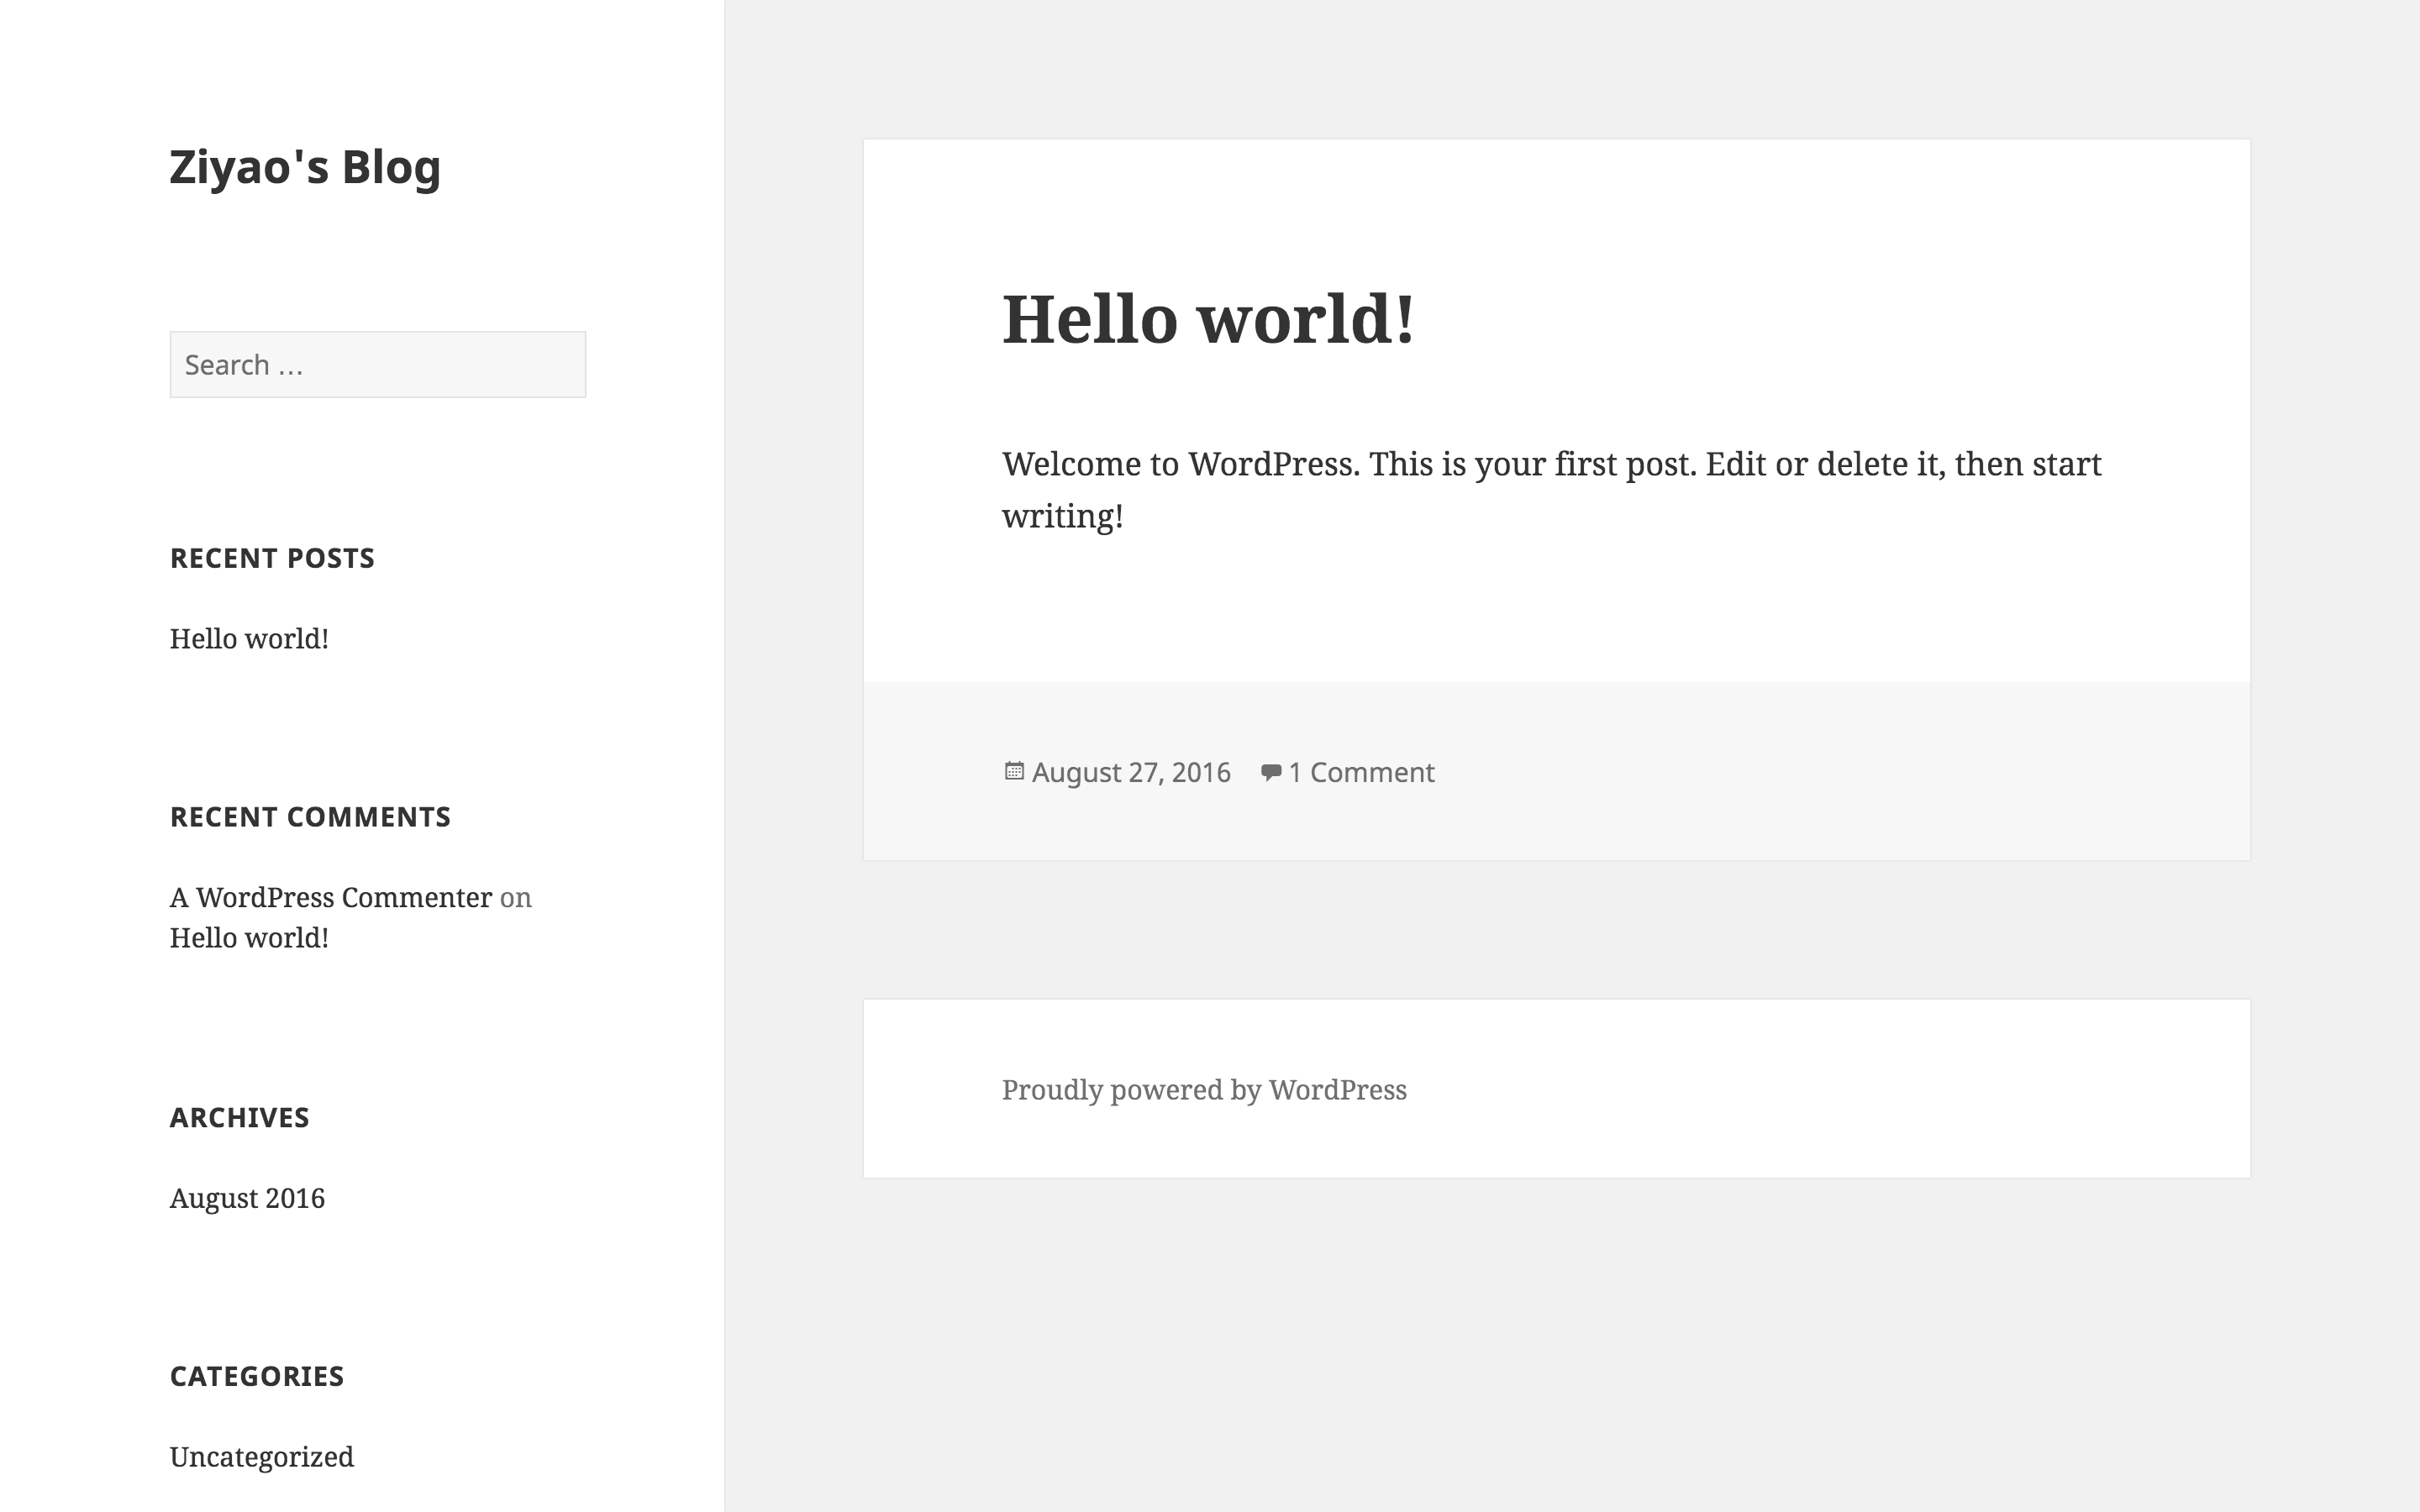 Ziyao's Blog
Search …
RECENT POSTS
Hello world!
RECENT COMMENTS
A WordPress Commenter on
Hello world!
ARCHIVES
August 2016
CATEGORIES
Uncategorized
Hello world!
Welcome to WordPress. This is your first post. Edit or delete it, then start
writing!
August 27, 2016 1 Comment
Proudly powered by WordPress